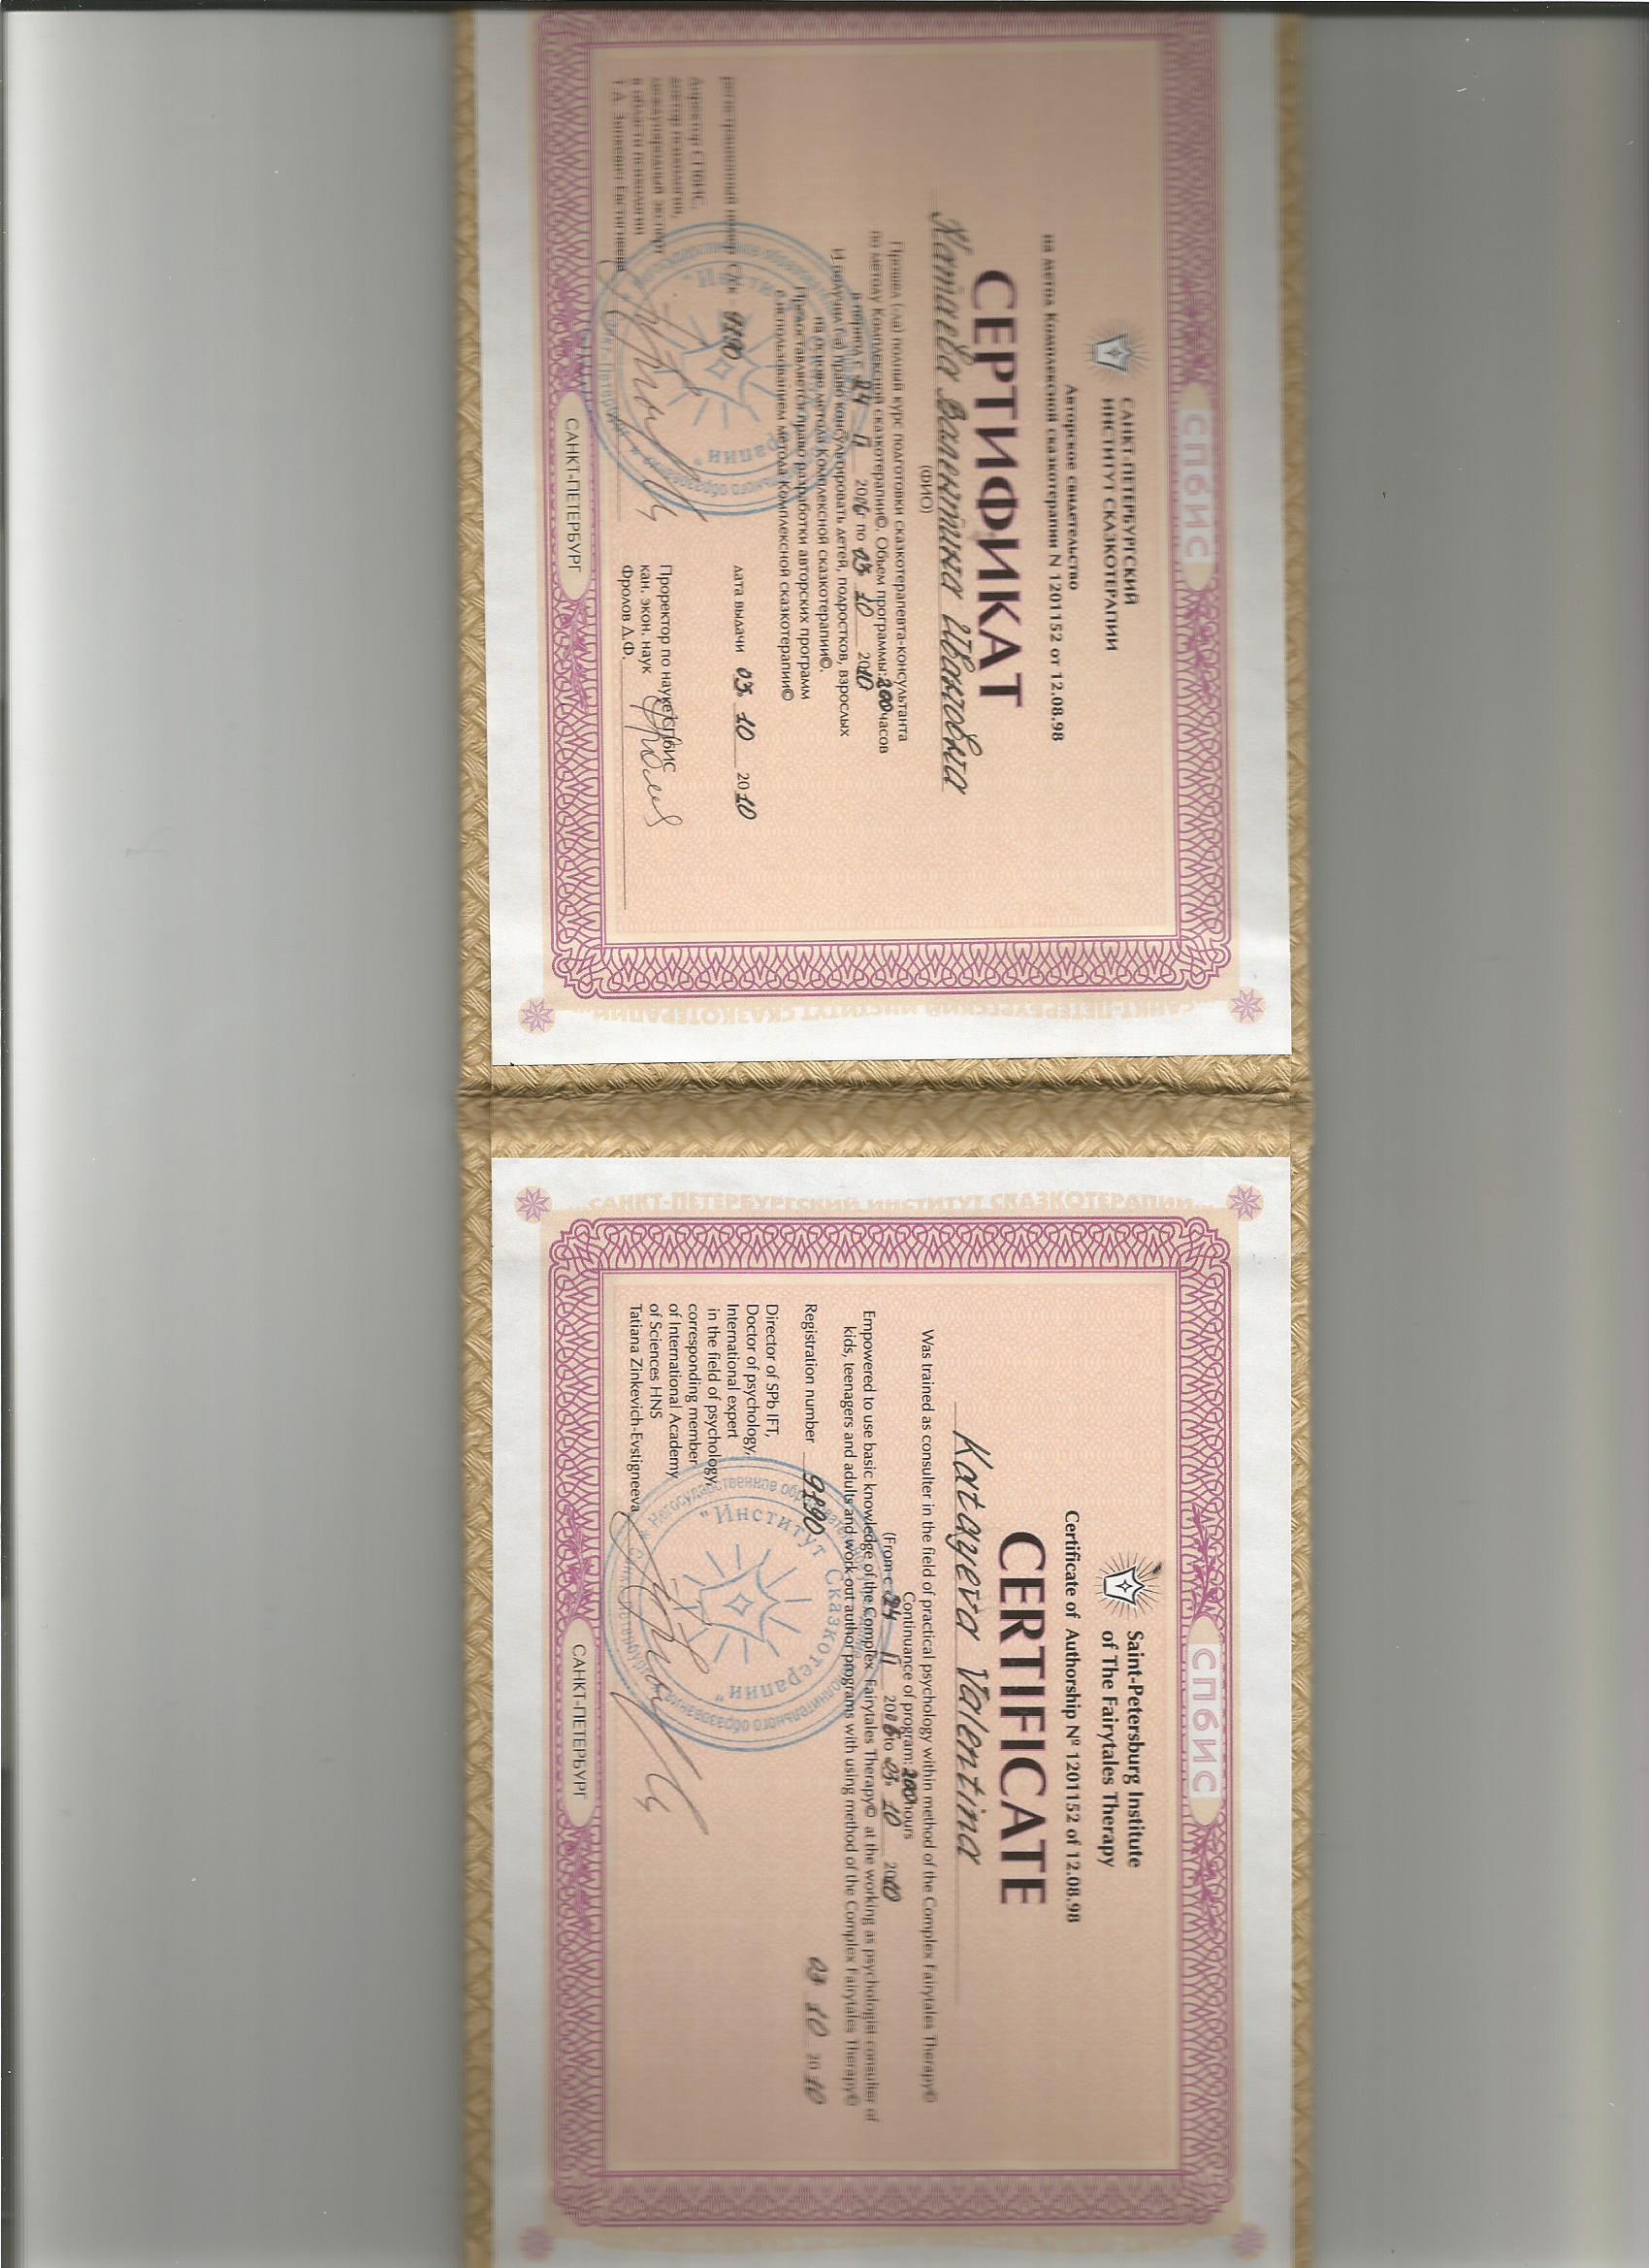 СПбИС
САНКТ-ПЕТЕРБУРГСКИЙ
ИНСТИТУТ СКАЗКОТЕРАПИИ
Авторское свидетельство
на метод Комплексной сказкотерапии N 1201152 от 12.08.98
СЕРТИФИКАТ
Катаева Валентина Ивановна
(ФИО)
Прошел (-ла) полный курс подготовки сказкотерапевта-консультанта
по методу Комплексной сказкотерапии©. Объем программы: 200 часов
в период с 24 П 2006 по 03. 10 2010
И получил (-а) право консультировать детей, подростков, взрослых
на основе метода Комплексной сказкотерапии©.
Предоставляется право разработки авторских программ
с использованием метода Комплексной сказкотерапии©
регистрационный номер 9890
дата выдачи 03. 10 2010
Директор СПбИС,
доктор психологии,
международный эксперт
в области психологии
Т.А. Зинкевич-Евстигнеева
Проректор по науке СПбИС
кан. экон. наук
Фролов Д.Ф.
САНКТ-ПЕТЕРБУРГ
САНКТ-ПЕТЕРБУРГСКИЙ ИНСТИТУТ СКАЗКОТЕРАПИИ
САНКТ-ПЕТЕРБУРГСКИЙ ИНСТИТУТ СКАЗКОТЕРАПИИ
СПбИС
Saint-Petersburg Institute
of The Fairytales Therapy
Certificate of Authorship Nº 1201152 of 12.08.98
CERTIFICATE
Katayeva Valentina
Was trained as consulter in the field of practical psychology within method of the Complex Fairytales Therapy©
Continuance of program: 200 hours
(From c 24 П 2006 to 03. 10 2010
Empowered to use basic knowledge of the Complex Fairytales Therapy© at the working as psychologist-consulter of
kids, teenagers and adults and work out author programs with using method of the Complex Fairytales Therapy©
Registration number 9890
03 10 2010
Director of SPb IFT,
Doctor of psychology,
International expert
in the field of psychology,
corresponding member
of International Academy
of Sciences HNS
Tatiana Zinkevich-Evstigneeva
"Институт Сказкотерапии"
САНКТ-ПЕТЕРБУРГ